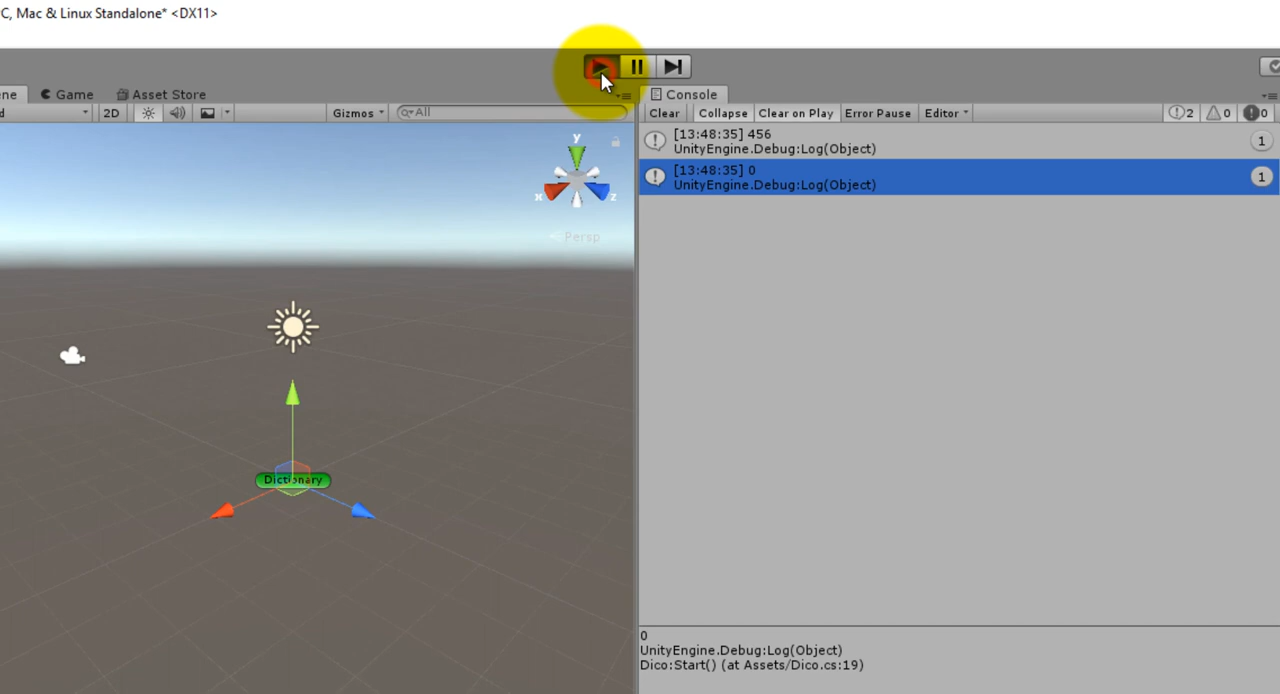 C, Mac & Linux Standalone* <DX11>
ne Game Asset Store Console
d 2D Gizmos All Clear Collapse Clear on Play Error Pause Editor 2 0 0
[13:48:35] 456
UnityEngine.Debug:Log(Object) 1
[13:48:35] 0
UnityEngine.Debug:Log(Object) 1
y
x z
Persp
Dictionary
0
UnityEngine.Debug:Log(Object)
Dico:Start() (at Assets/Dico.cs:19)